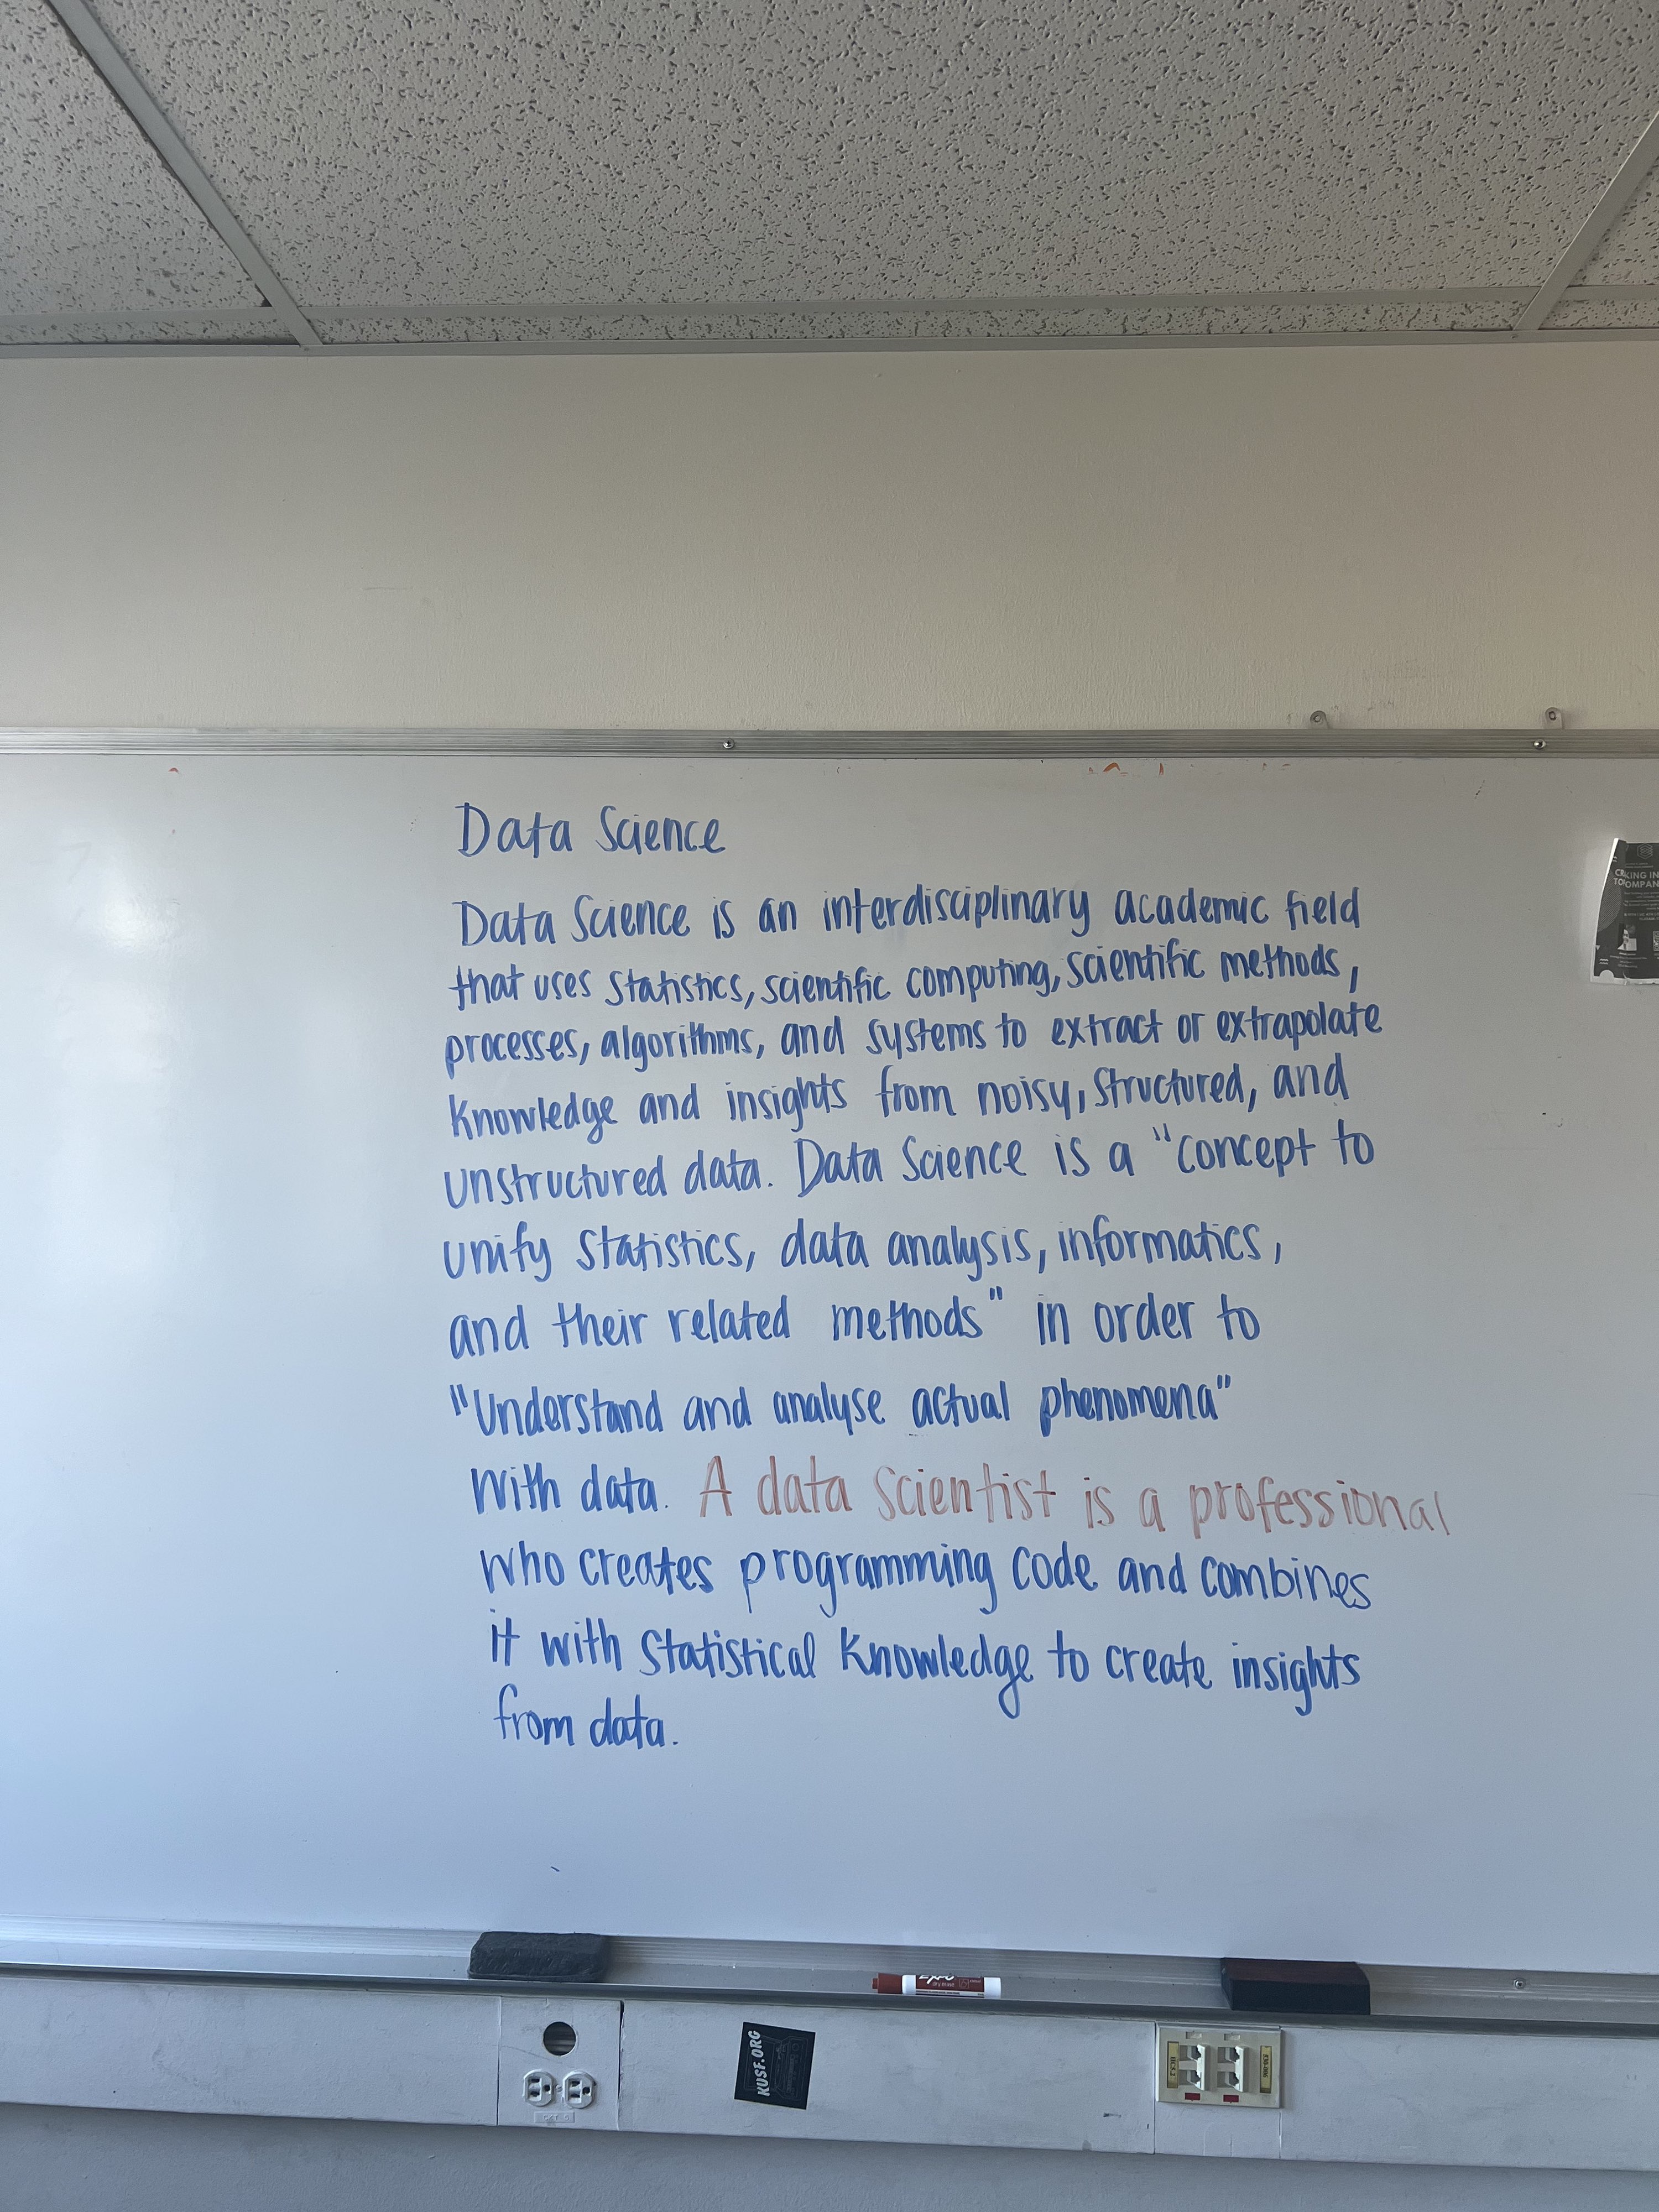 Data Science
Data Science is an interdisciplinary academic field
that uses statistics, scientific computing, scientific methods,
processes, algorithms, and systems to extract or extrapolate
knowledge and insights from noisy, structured, and
unstructured data. Data Science is a "concept to
unify statistics, data analysis, informatics,
and their related methods" in order to
"Understand and analyse actual phenomena"
with data. A data scientist is a professional
who creates programming code and combines
it with statistical knowledge to create insights
from data.
KING IN
OMPAN
EXPO
KUSF.ORG